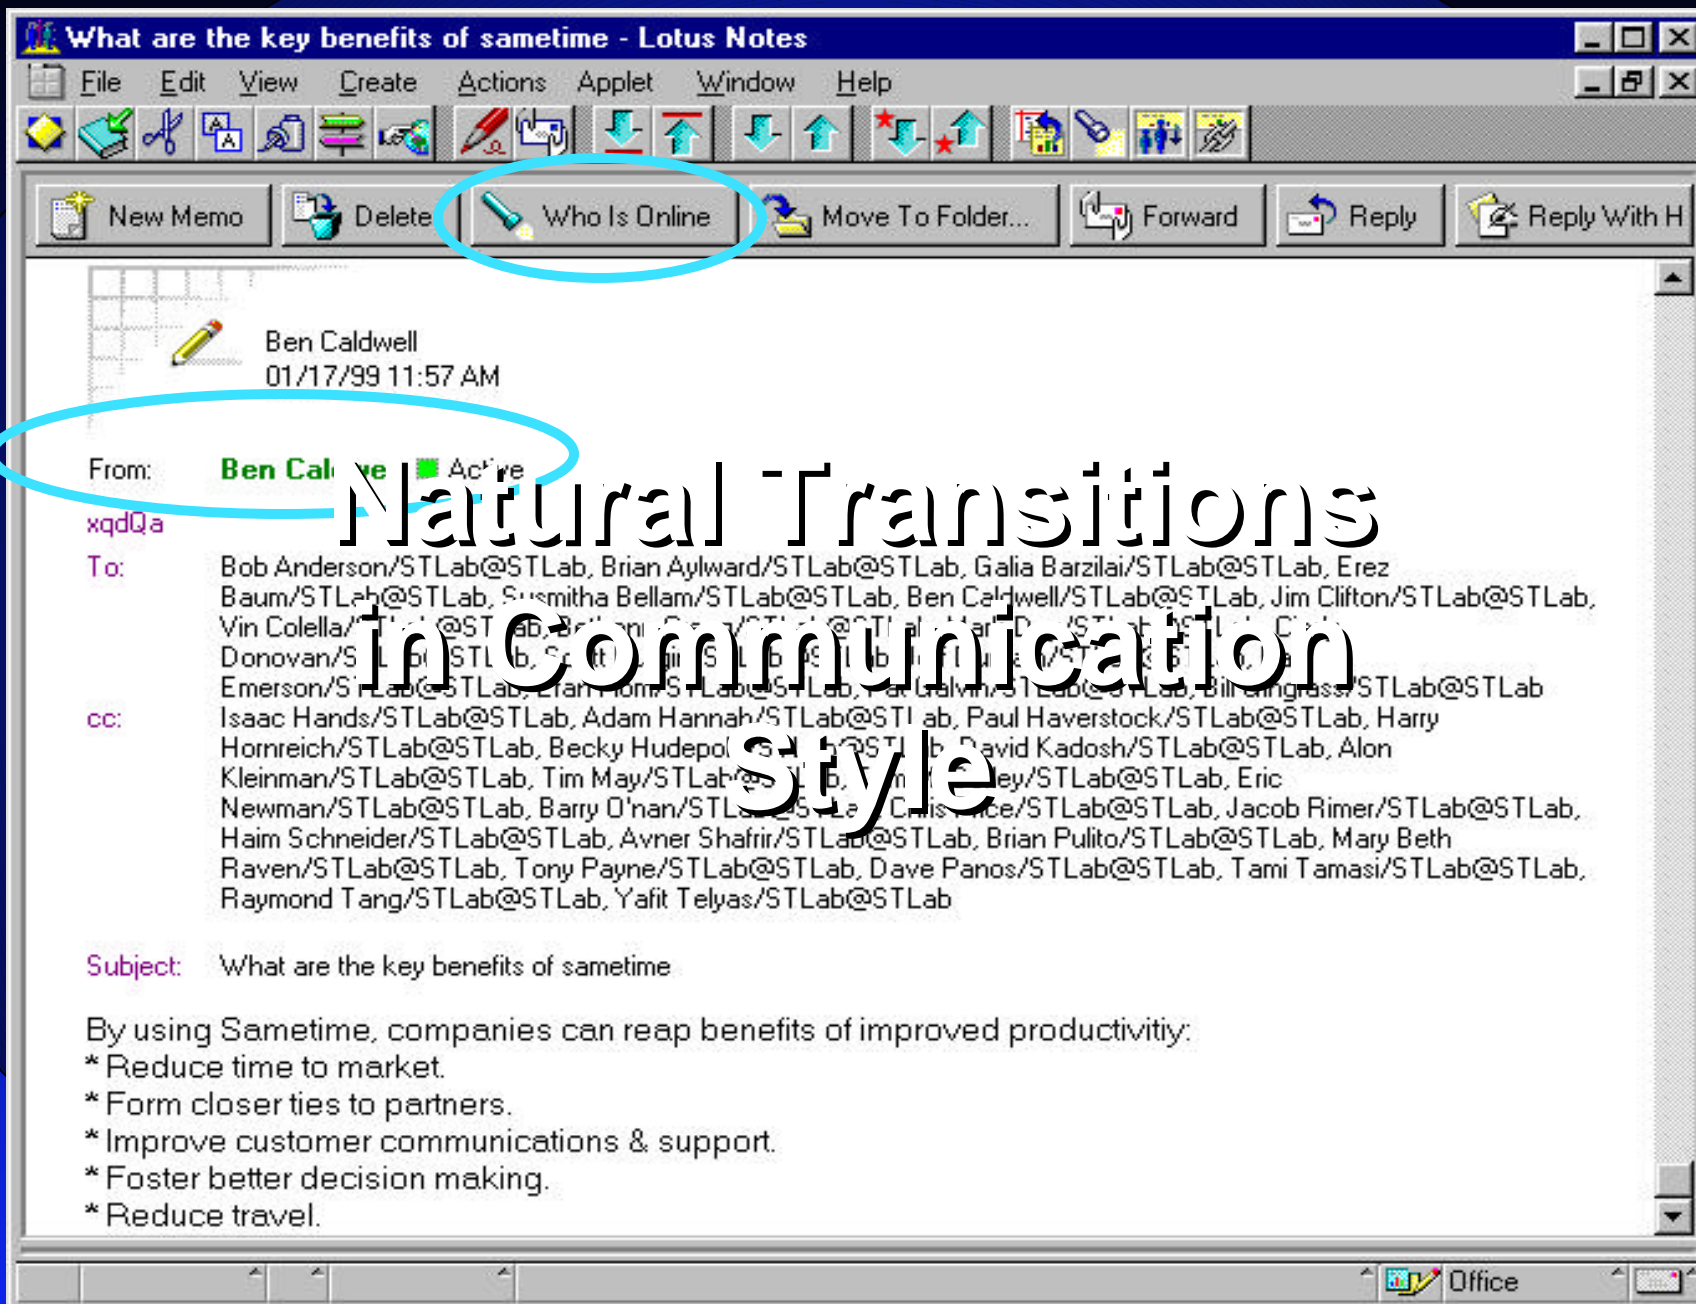 What are the key benefits of sametime - Lotus Notes
File Edit View Create Actions Applet Window Help
New Memo Delete Who Is Online Move To Folder... Forward Reply Reply With H
Ben Caldwell
01/17/99 11:57 AM
From: Ben Active
xqdQa
Natural Transitions
To: Bob Anderson/STLab@STLab, Brian Aylward/STLab@STLab, Galia Barzilai/STLab@STLab, Erez
Baum/STLab@STLab, Susmitha Bellam/STLab@STLab, Ben Caldwell/STLab@STLab, Jim Clifton/STLab@STLab,
Vin Colella/
in Communication
Donovan/
Emerson/STLab@STLab, /STLab@STLab
cc: Isaac Hands/STLab@STLab, Adam Hannah/STLab@STLab, Paul Haverstock/STLab@STLab, Harry
Hornreich/STLab@STLab, Becky David Kadosh/STLab@STLab, Alon
Style
Kleinman/STLab@STLab, Tim May/STLab@STLab, Eric
Newman/STLab@STLab, Barry O'nan/STLab@STLab, Jacob Rimer/STLab@STLab,
Haim Schneider/STLab@STLab, Avner Shafrir/STLab@STLab, Brian Pulito/STLab@STLab, Mary Beth
Raven/STLab@STLab, Tony Payne/STLab@STLab, Dave Panos/STLab@STLab, Tami Tamasi/STLab@STLab,
Raymond Tang/STLab@STLab, Yafit Telyas/STLab@STLab
Subject: What are the key benefits of sametime
By using Sametime, companies can reap benefits of improved productivitiy:
* Reduce time to market.
* Form closer ties to partners.
* Improve customer communications & support.
* Foster better decision making.
* Reduce travel.
Office